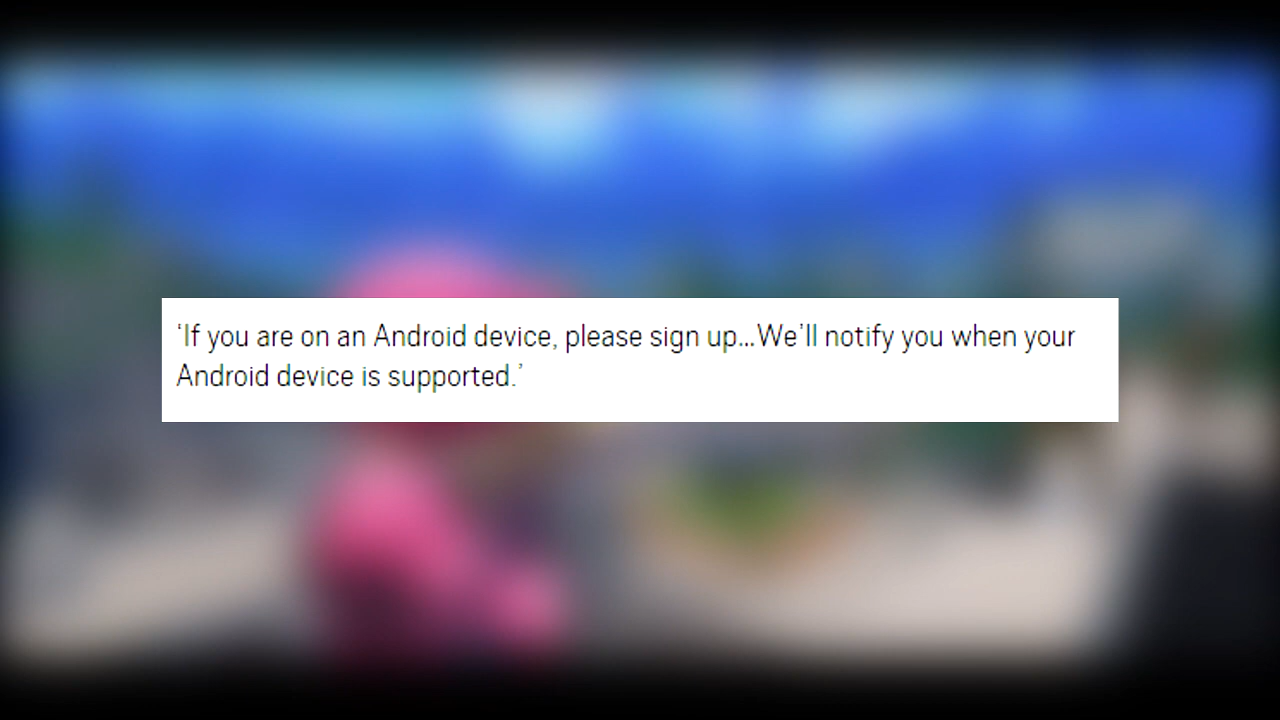 ‘If you are on an Android device, please sign up...We’ll notify you when your
Android device is supported.’